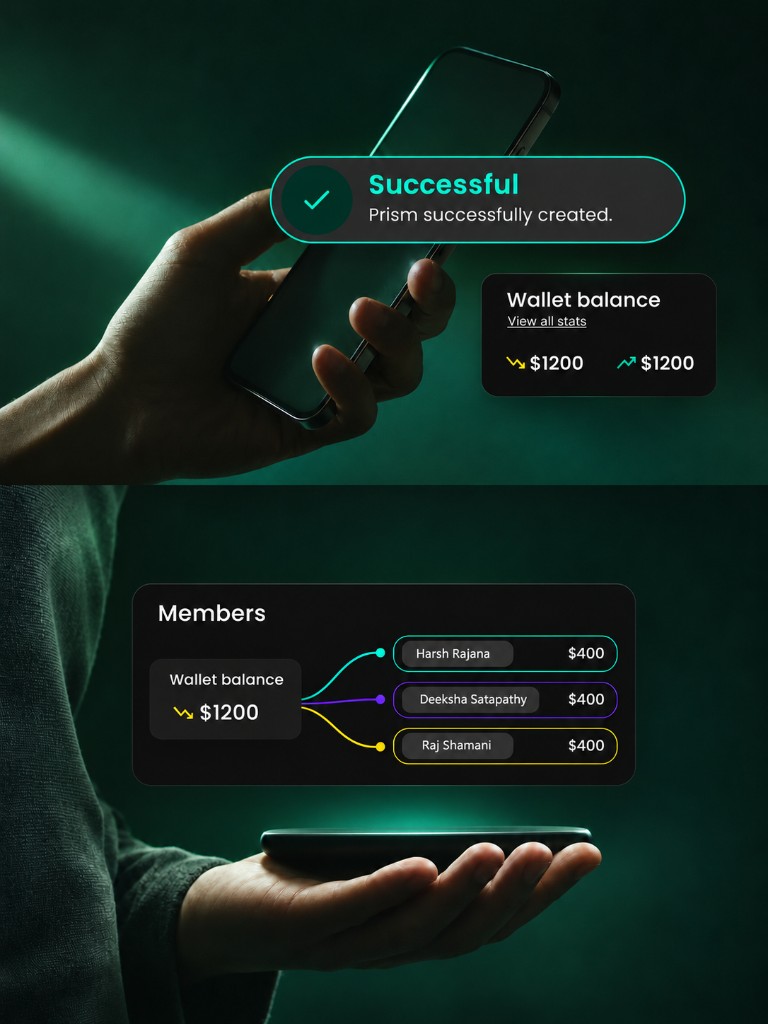 Successful
Prism successfully created.
Wallet balance
View all stats
$1200 $1200
Members
Wallet balance
$1200
Harsh Rajana $400
Deeksha Satapathy $400
Raj Shamani $400